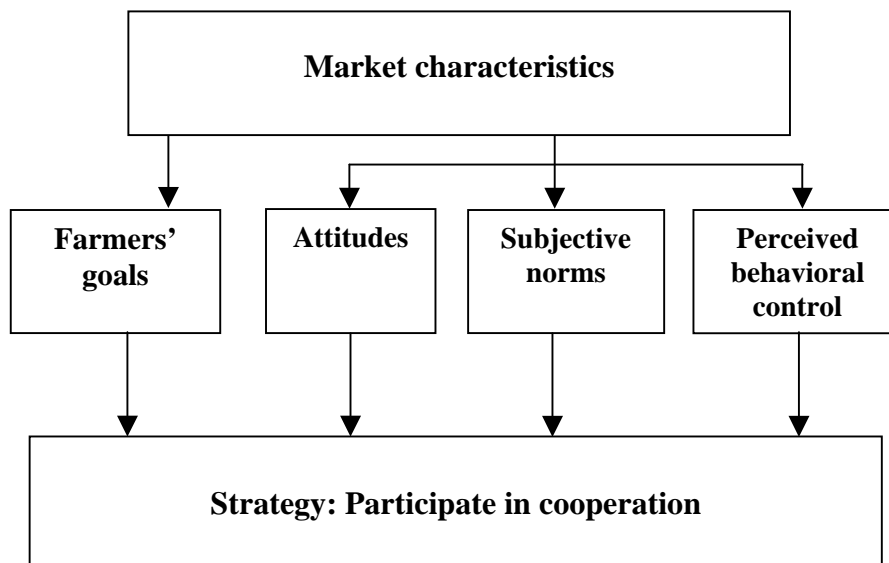 Market characteristics
Farmers’
goals
Attitudes
Subjective
norms
Perceived
behavioral
control
Strategy: Participate in cooperation